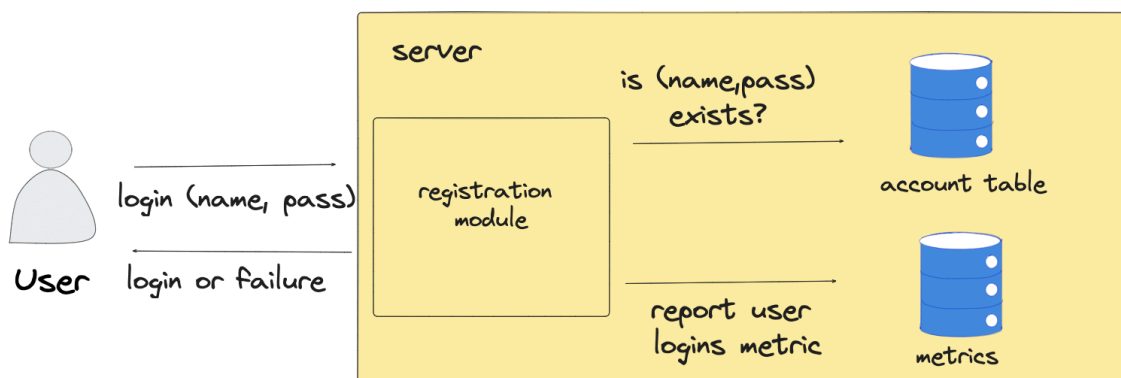 server
is (name,pass)
exists?
account table
registration
module
login (name, pass)
User
login or failure
report user
logins metric
metrics